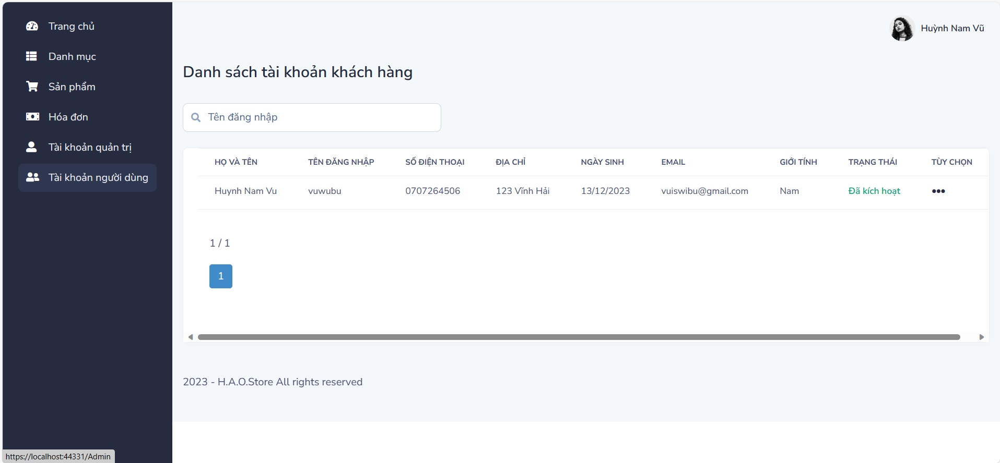 Trang chủ
Danh mục
Sản phẩm
Hóa đơn
Tài khoản quản trị
Tài khoản người dùng
Huỳnh Nam Vũ
Danh sách tài khoản khách hàng
Tên đăng nhập
HỌ VÀ TÊN TÊN ĐĂNG NHẬP SỐ ĐIỆN THOẠI ĐỊA CHỈ NGÀY SINH EMAIL GIỚI TÍNH TRẠNG THÁI TÙY CHỌN
Huynh Nam Vu vuwubu 0707264506 123 Vĩnh Hải 13/12/2023 vuiswibu@gmail.com Nam Đã kích hoạt •••
1 / 1
1
2023 - H.A.O.Store All rights reserved
https://localhost:44331/Admin